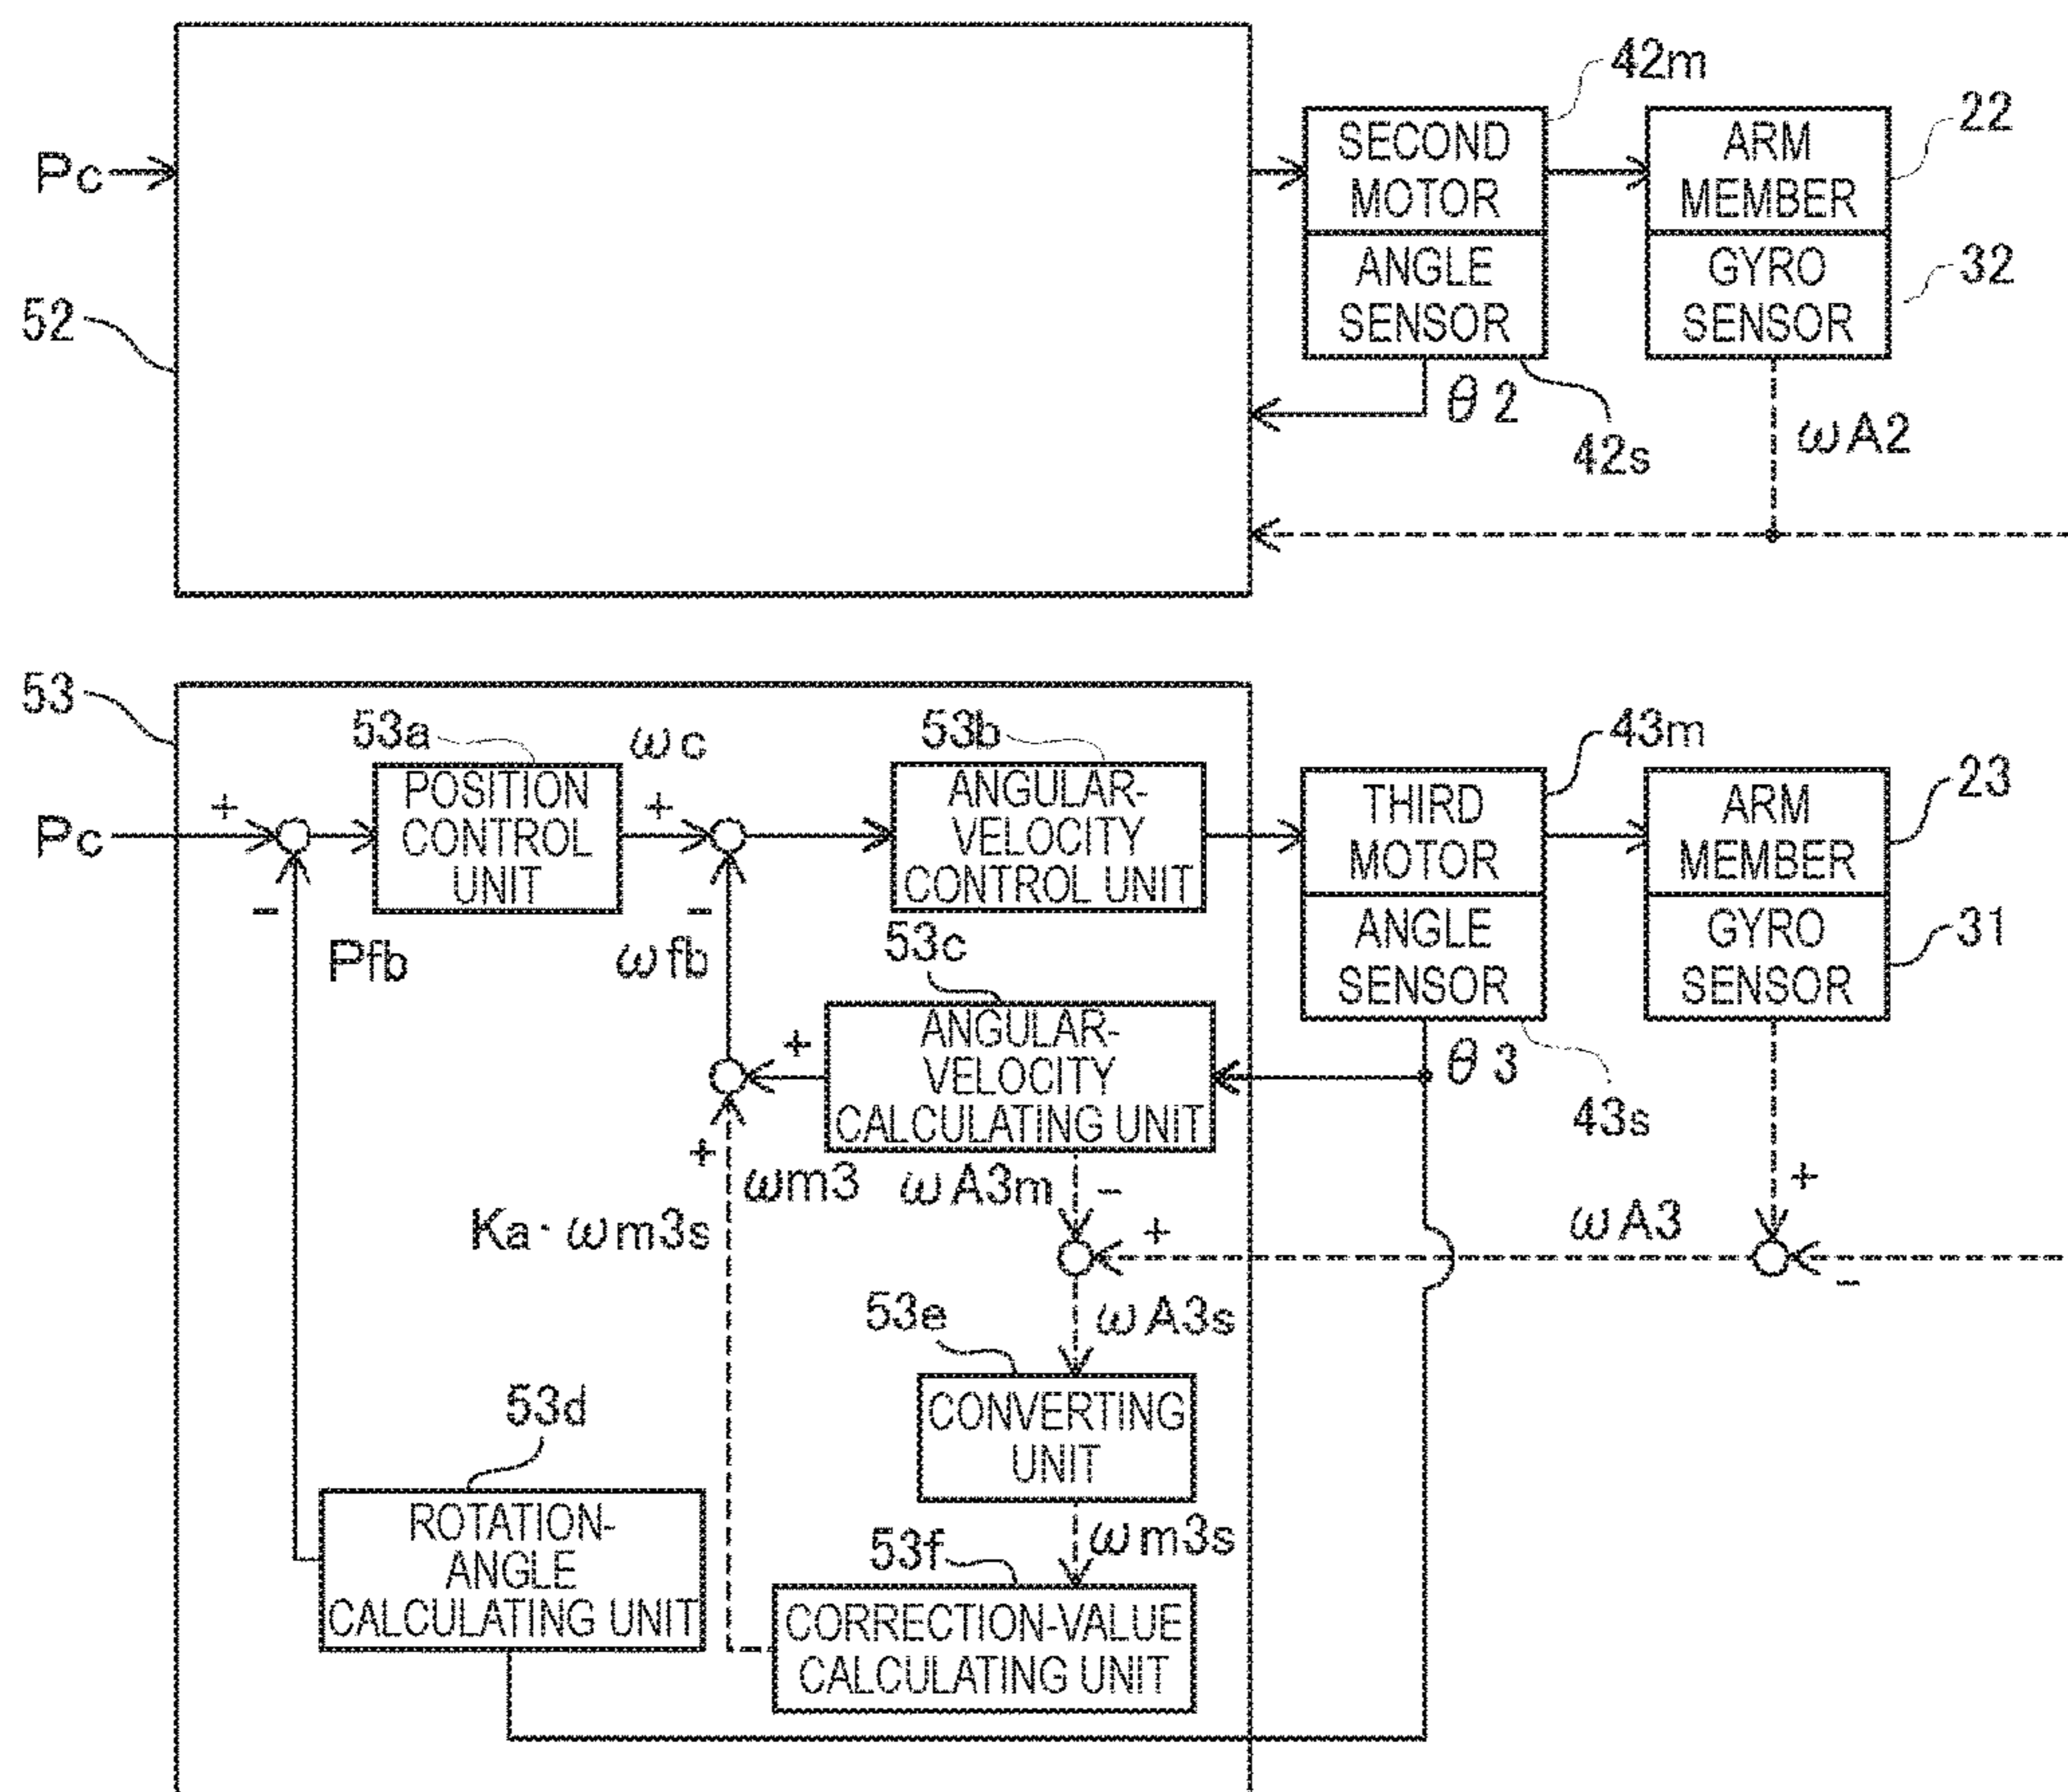 42m
SECOND
MOTOR
ARM
MEMBER
22
Pc
ANGLE
SENSOR
GYRO
SENSOR
32
52
θ2
42s
ωA2
53
53a
ωc
53b
43m
POSITION
CONTROL
UNIT
ANGULAR-
VELOCITY
CONTROL UNIT
THIRD
MOTOR
ARM
MEMBER
23
+
Pc
+
-
Pfb
-
ωfb
53c
ANGLE
SENSOR
GYRO
SENSOR
31
ANGULAR-
VELOCITY
CALCULATING UNIT
+
θ3
43s
+
ωm3
ωA3m
-
+
Ka・ωm3s
+
ωA3
-
53e
ωA3s
CONVERTING
UNIT
53d
ROTATION-
ANGLE
CALCULATING UNIT
ωm3s
53f
CORRECTION-VALUE
CALCULATING UNIT